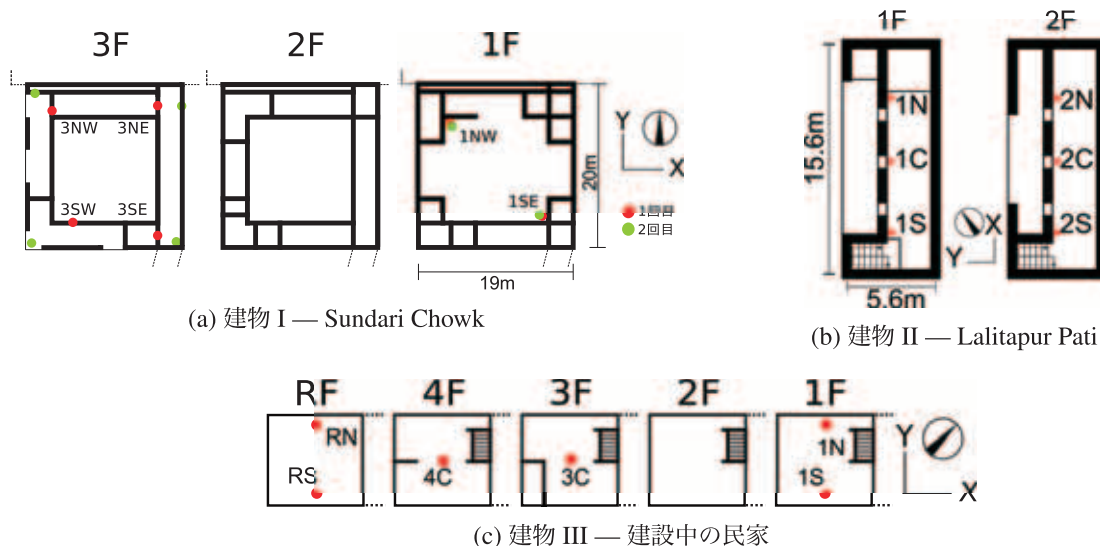 3F 2F 1F
3NW 3NE
3SW 3SE
1NW
1SE
Y
X
20m
1回目
2回目
19m
(a) 建物 I — Sundari Chowk
1F 2F
15.6m
1N 2N
1C 2C
1S 2S
X
Y
5.6m
(b) 建物 II — Lalitapur Pati
RF 4F 3F 2F 1F
RN 1N
RS 4C 3C 1S
Y
X
(c) 建物 III — 建設中の民家